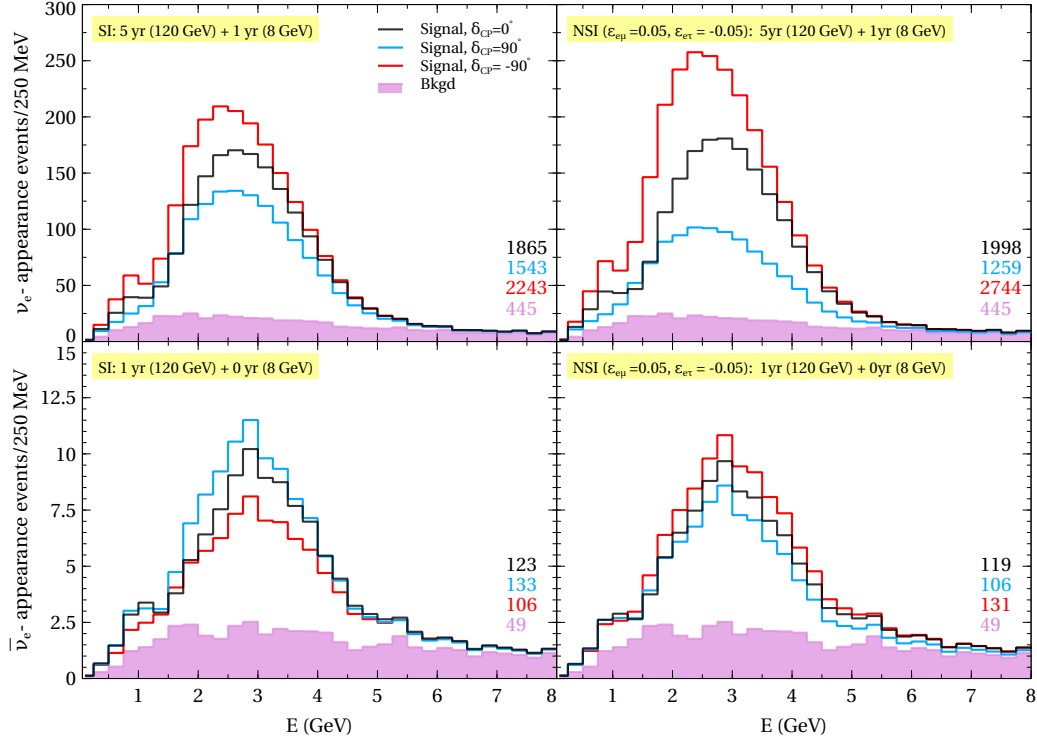 SI: 5 yr (120 GeV) + 1 yr (8 GeV)
Signal, δCP=0°
Signal, δCP=90°
Signal, δCP= -90°
Bkgd
NSI (εeμ =0.05, εeτ = -0.05): 5yr (120 GeV) + 1yr (8 GeV)
νe- appearance events/250 MeV
300
250
200
150
100
50
0
1865
1543
2243
445
1998
1259
2744
445
SI: 1 yr (120 GeV) + 0 yr (8 GeV)
NSI (εeμ =0.05, εeτ = -0.05): 1yr (120 GeV) + 0yr (8 GeV)
ν̅e- appearance events/250 MeV
15
12.5
10
7.5
5
2.5
0
123
133
106
49
119
106
131
49
1 2 3 4 5 6 7 8
1 2 3 4 5 6 7 8
E (GeV)
E (GeV)